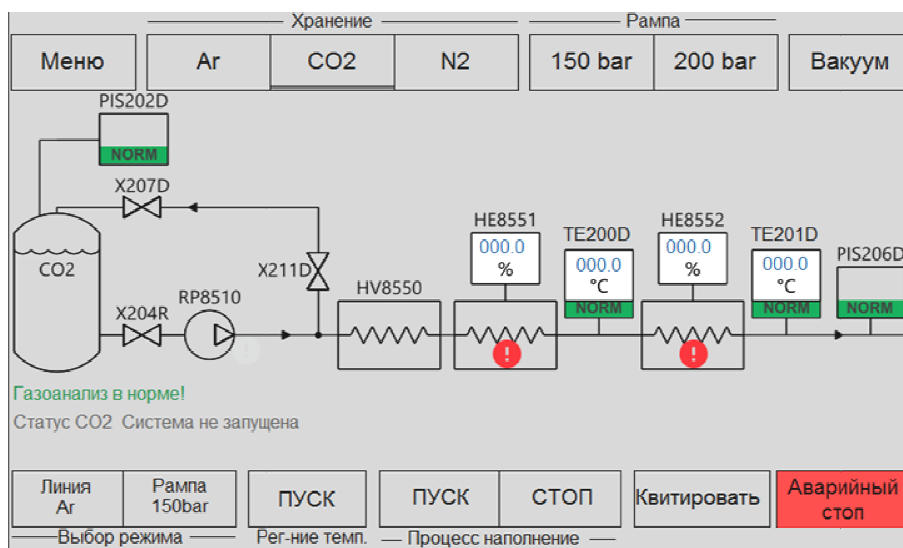 Хранение
Рампа
Меню
Ar
CO2
N2
150 bar
200 bar
Вакуум
PIS202D
NORM
X207D
HE8551
000.0
%
TE200D
000.0
°C
NORM
HE8552
000.0
%
TE201D
000.0
°C
NORM
PIS206D
NORM
CO2
X211D
HV8550
X204R
RP8510
Газоанализ в норме!
Статус CO2 Система не запущена
Линия
Ar
Рампа
150bar
ПУСК
ПУСК
СТОП
Квитировать
Аварийный
стоп
Выбор режима
Рег-ние темп.
Процесс наполнение